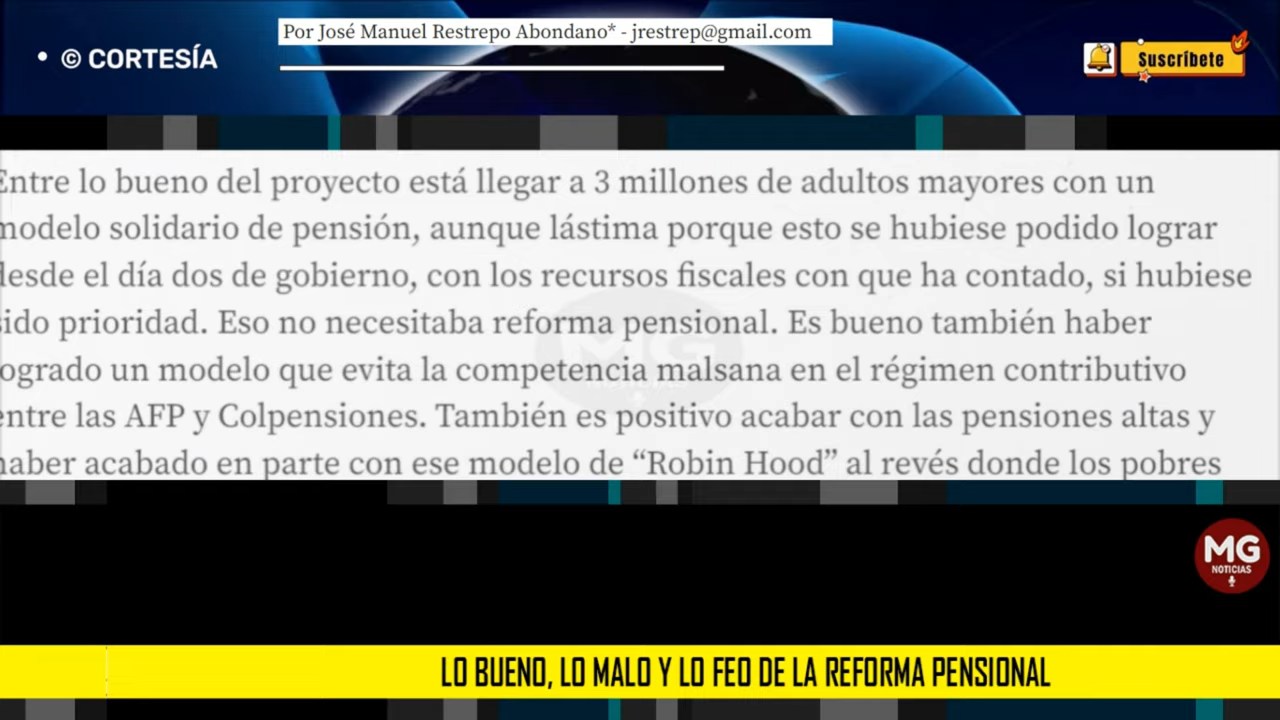 Por José Manuel Restrepo Abondano* - jrestrep@gmail.com
• © CORTESÍA
Suscríbete
Entre lo bueno del proyecto está llegar a 3 millones de adultos mayores con un
modelo solidario de pensión, aunque lástima porque esto se hubiese podido lograr
desde el día dos de gobierno, con los recursos fiscales con que ha contado, si hubiese
sido prioridad. Eso no necesitaba reforma pensional. Es bueno también haber
logrado un modelo que evita la competencia malsana en el régimen contributivo
entre las AFP y Colpensiones. También es positivo acabar con las pensiones altas y
haber acabado en parte con ese modelo de “Robin Hood” al revés donde los pobres
MG
NOTICIAS
MG
NOTICIAS
LO BUENO, LO MALO Y LO FEO DE LA REFORMA PENSIONAL